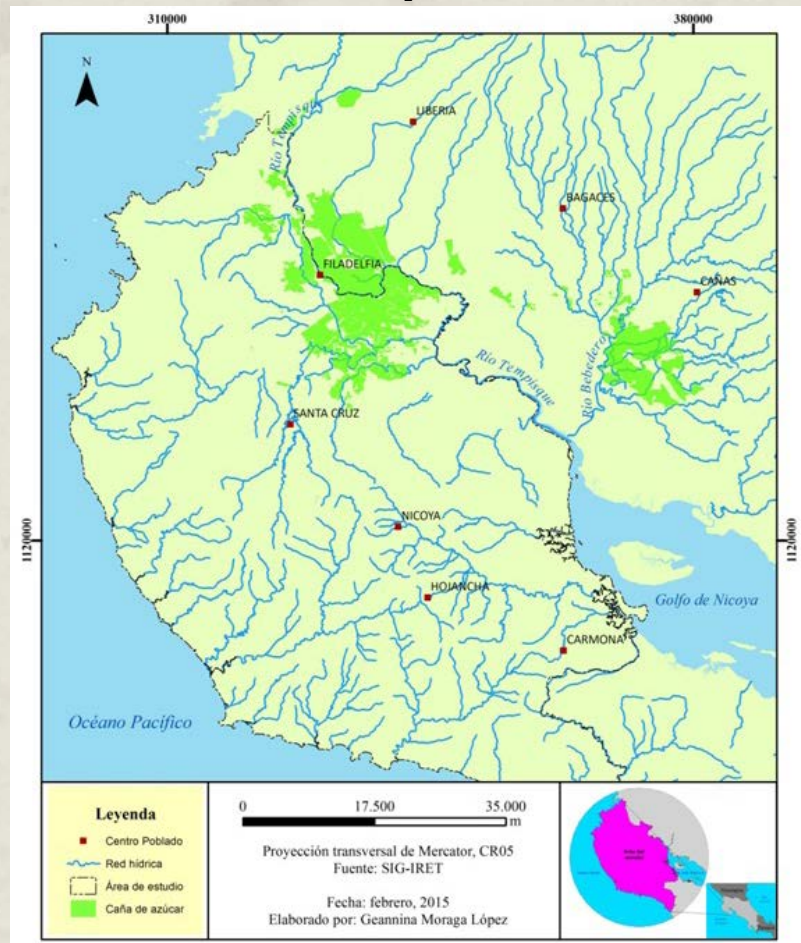 310000
380000
N
Río Tempisque
LIBERIA
BAGACES
FILADELFIA
CAÑAS
Río Tempisque
Río Bebedero
SANTA CRUZ
NICOYA
1120000
1120000
HOJANCHA
Golfo de Nicoya
CARMONA
Océano Pacífico
Leyenda
Centro Poblado
Red hídrica
Área de estudio
Caña de azúcar
0 17.500 35.000
m
Proyección transversal de Mercator, CR05
Fuente: SIG-IRET
Fecha: febrero, 2015
Elaborado por: Geannina Moraga López